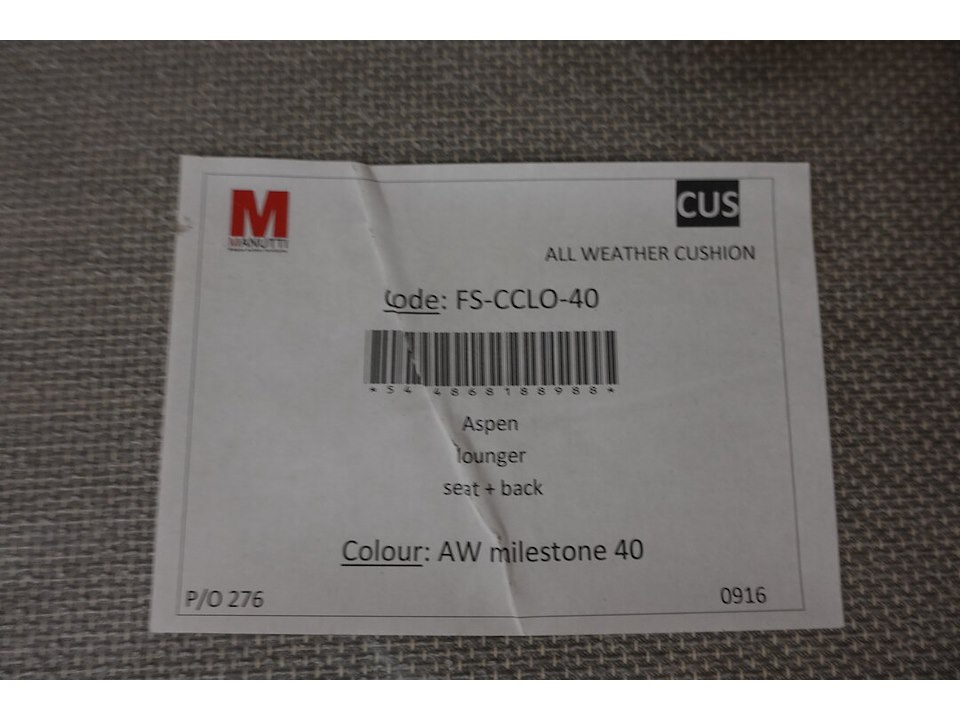 M
MANUTTI
CUS
ALL WEATHER CUSHION
Code: FS-CCLO-40
Aspen
lounger
seat + back
Colour: AW milestone 40
P/O 276
0916